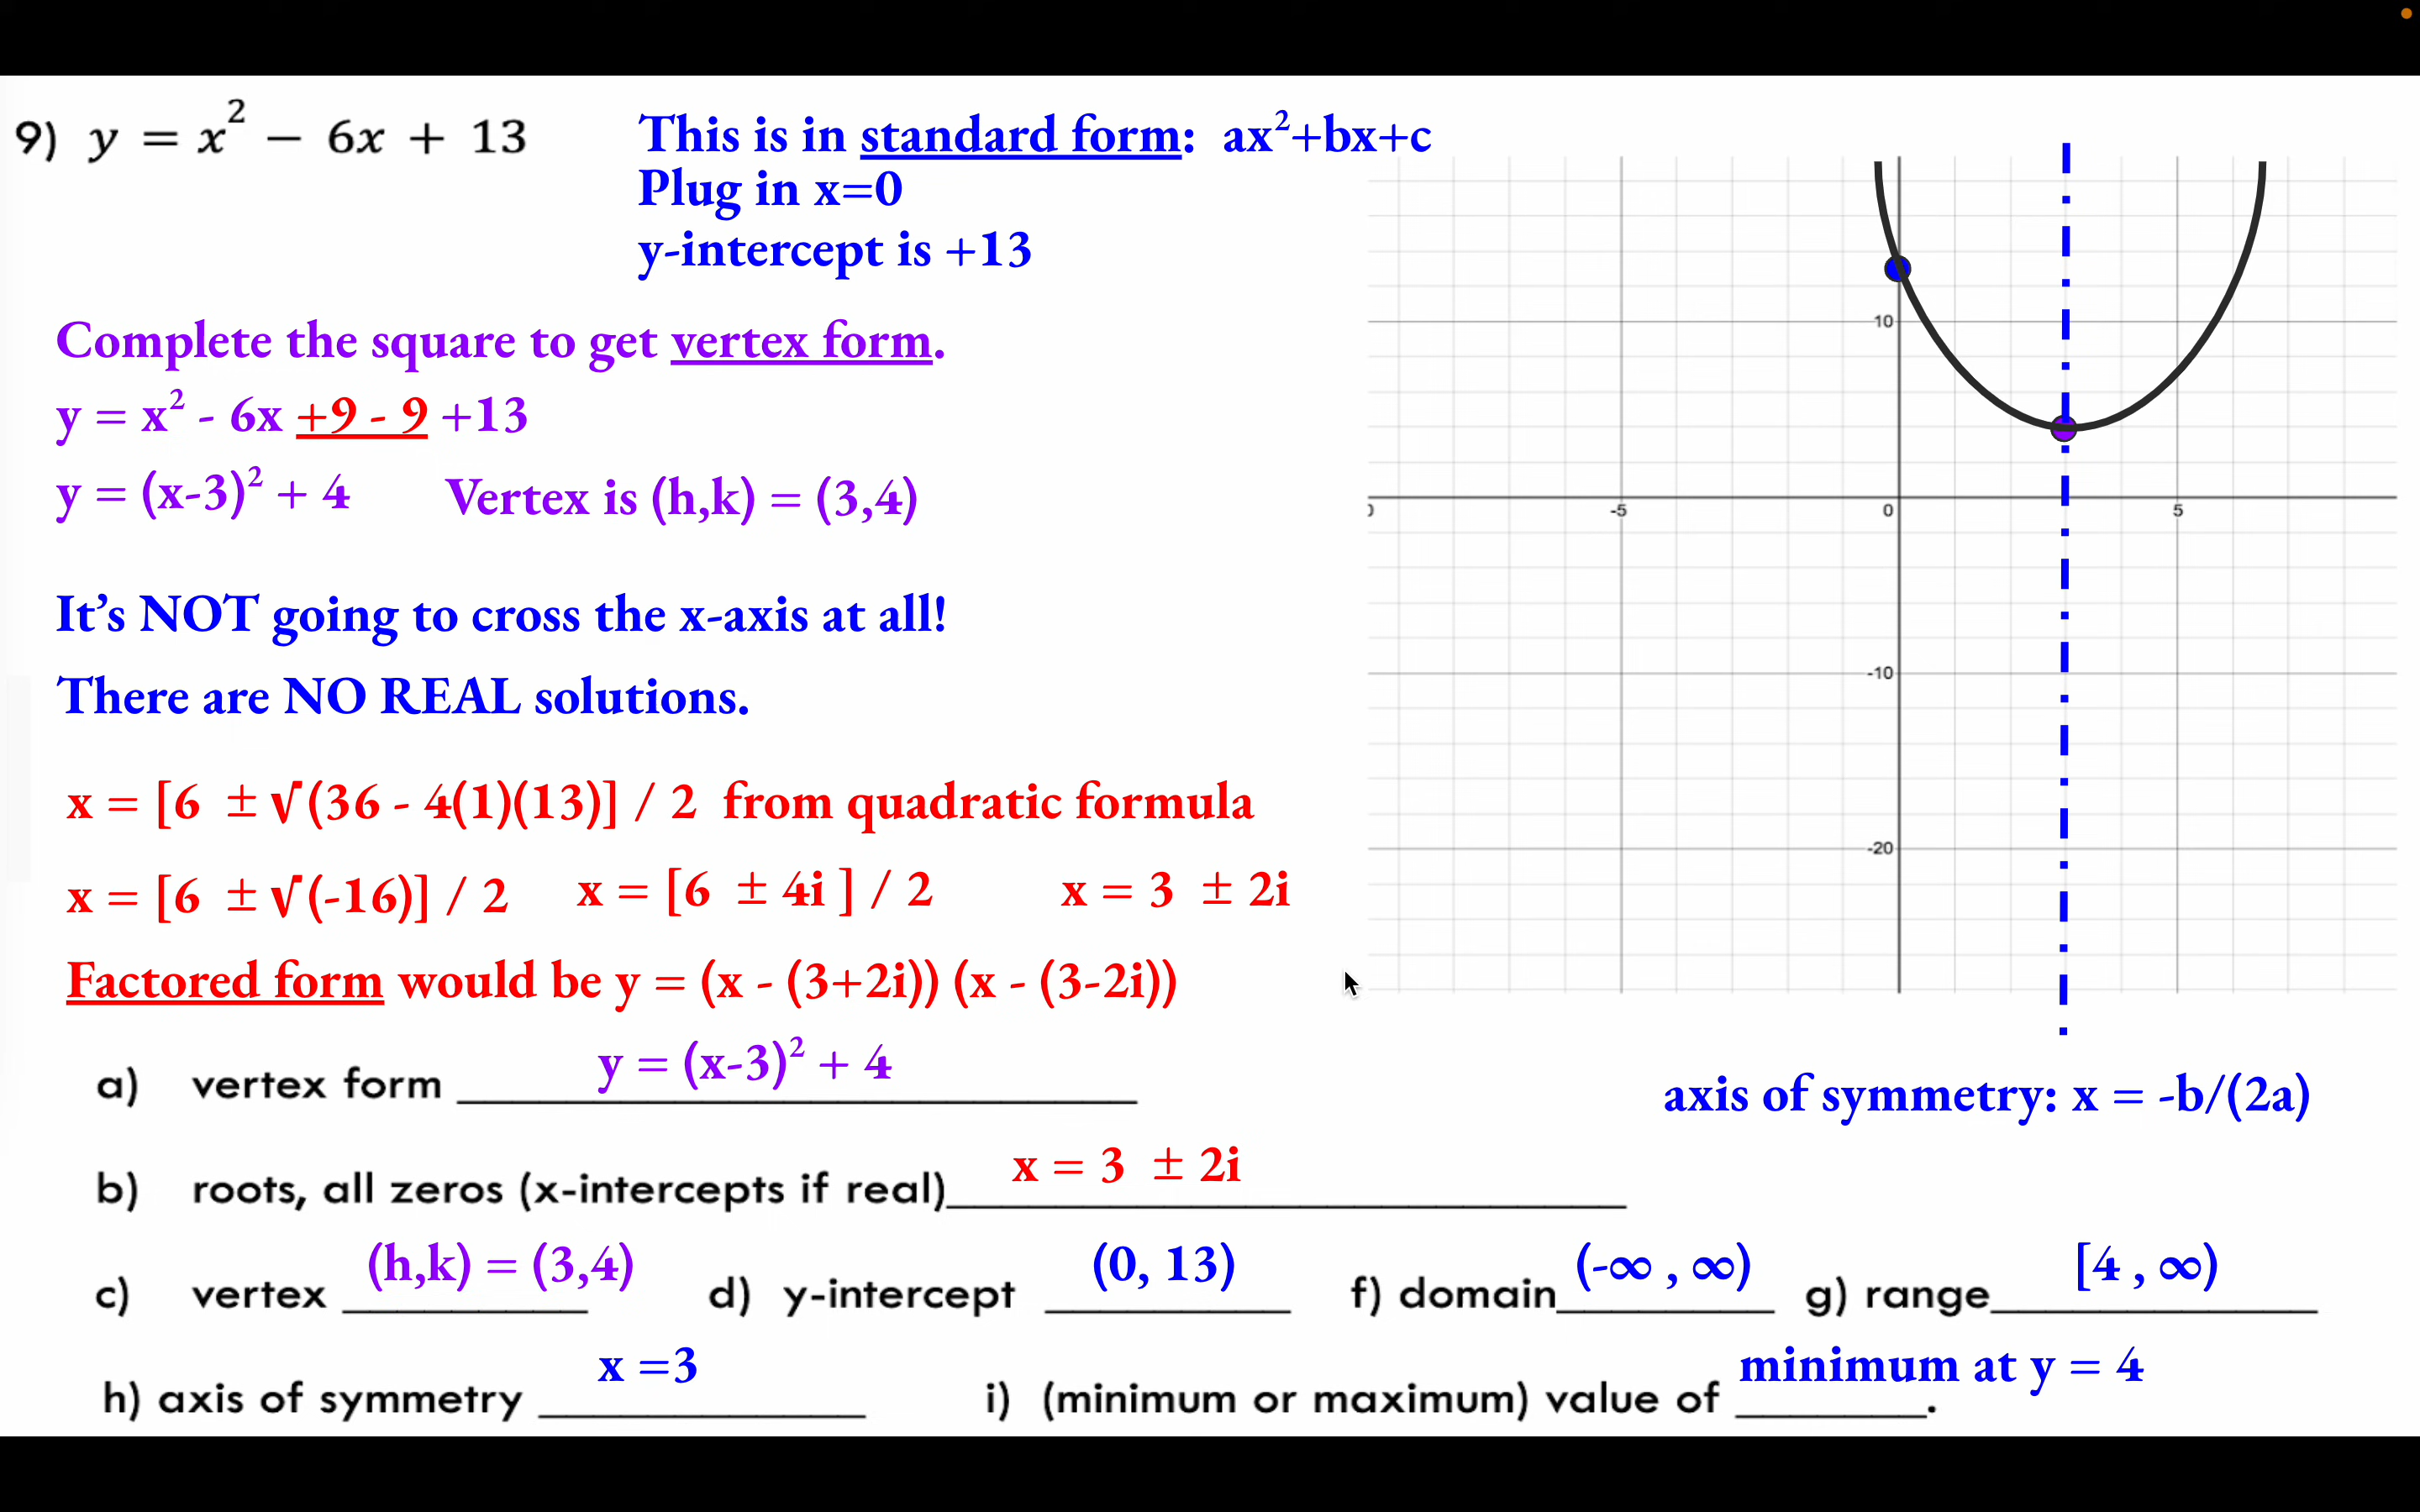 9) y = x² − 6x + 13
This is in standard form: ax²+bx+c
Plug in x=0
y-intercept is +13
Complete the square to get vertex form.
y = x² - 6x +9 - 9 +13
y = (x-3)² + 4 Vertex is (h,k) = (3,4)
It’s NOT going to cross the x-axis at all!
There are NO REAL solutions.
x = [6 ± √(36 - 4(1)(13)] / 2 from quadratic formula
x = [6 ± √(-16)] / 2 x = [6 ± 4i ] / 2 x = 3 ± 2i
Factored form would be y = (x - (3+2i)) (x - (3-2i))
10
0 -5 0 5
-10
-20
axis of symmetry: x = -b/(2a)
a) vertex form y = (x-3)² + 4
b) roots, all zeros (x-intercepts if real) x = 3 ± 2i
c) vertex (h,k) = (3,4) d) y-intercept (0, 13) f) domain (-∞ , ∞) g) range [4 , ∞)
h) axis of symmetry x =3 i) (minimum or maximum) value of minimum at y = 4 .